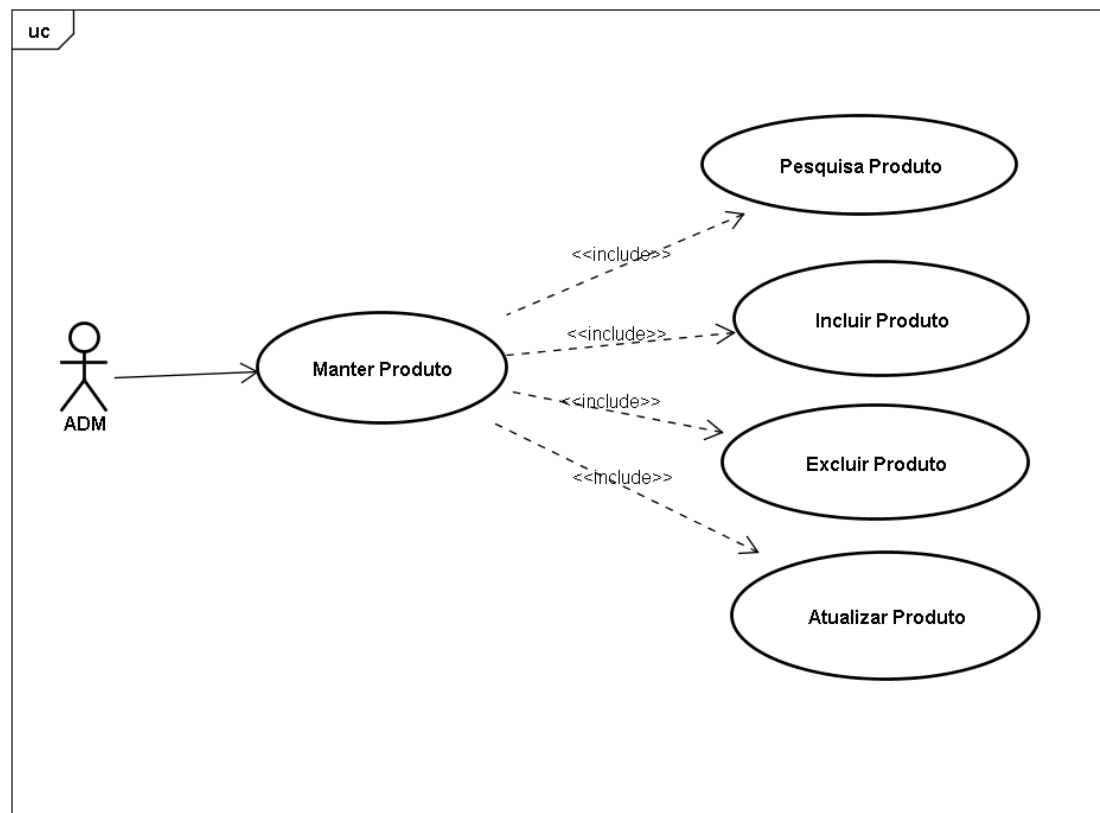 uc
Pesquisa Produto
<<include>>
Incluir Produto
<<include>>
Manter Produto
<<include>>
ADM
Excluir Produto
<<include>>
Atualizar Produto